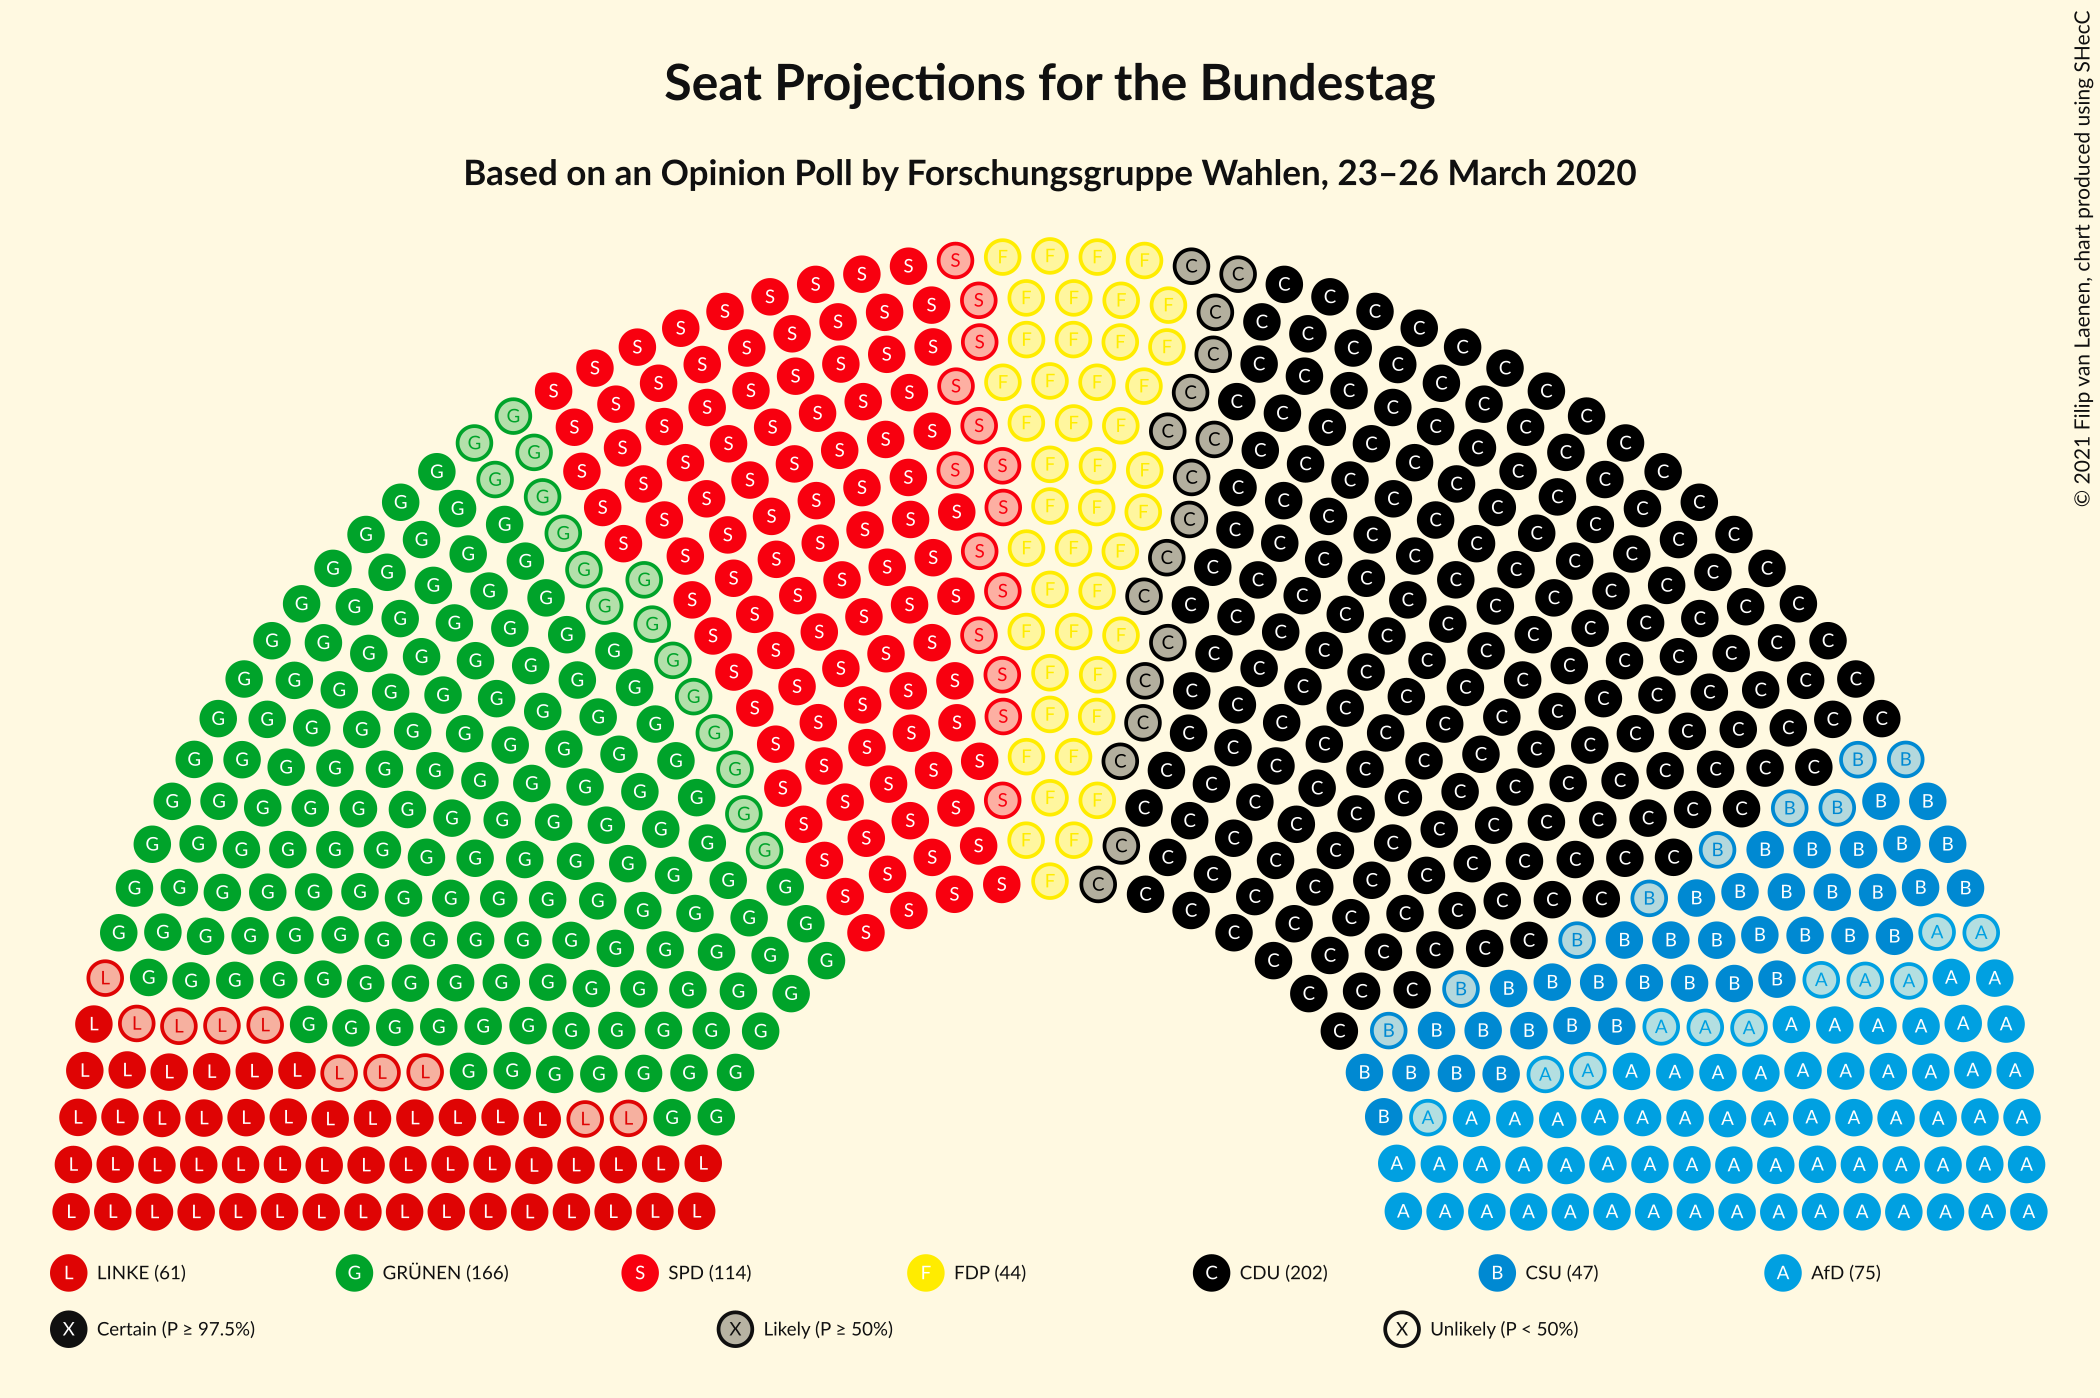 Seat Projections for the Bundestag
Based on an Opinion Poll by Forschungsgruppe Wahlen, 23–26 March 2020
© 2021 Filip van Laenen, chart produced using SHecC
L LINKE (61) G GRÜNEN (166) S SPD (114) F FDP (44) C CDU (202) B CSU (47) A AfD (75)
X Certain (P ≥ 97.5%) X Likely (P ≥ 50%) X Unlikely (P < 50%)